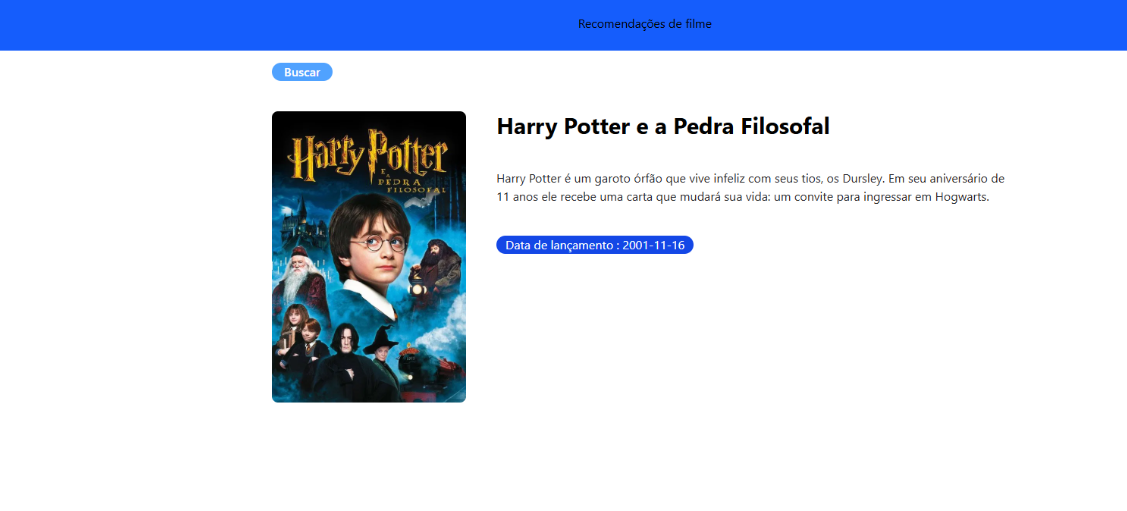 Recomendações de filme
Buscar
Harry Potter
E A
PEDRA
FILOSOFAL
Harry Potter e a Pedra Filosofal
Harry Potter é um garoto órfão que vive infeliz com seus tios, os Dursley. Em seu aniversário de
11 anos ele recebe uma carta que mudará sua vida: um convite para ingressar em Hogwarts.
Data de lançamento : 2001-11-16